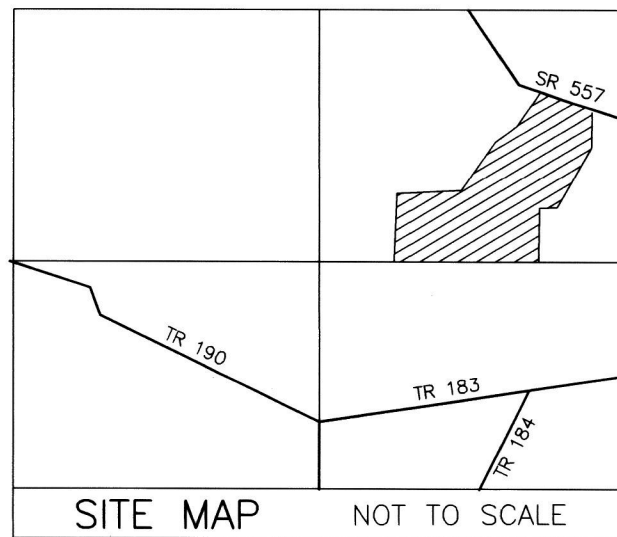 SR 557
TR 190
TR 183
TR 184
SITE MAP
NOT TO SCALE